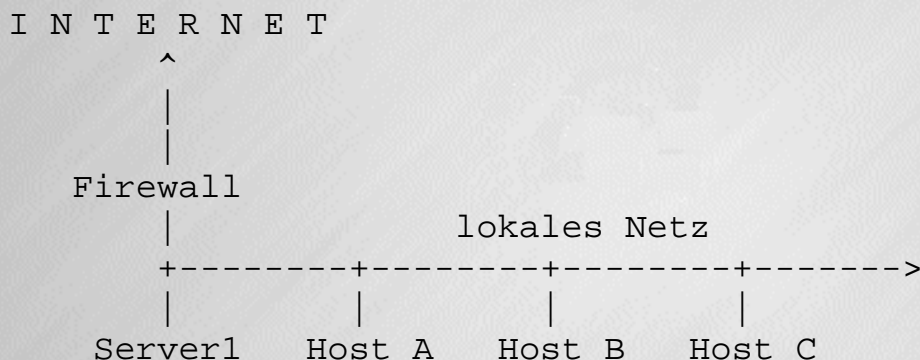 I N T E R N E T
^
|
|
Firewall
| lokales Netz
+--------+--------+--------+------->
| | | |
Server1 Host A Host B Host C